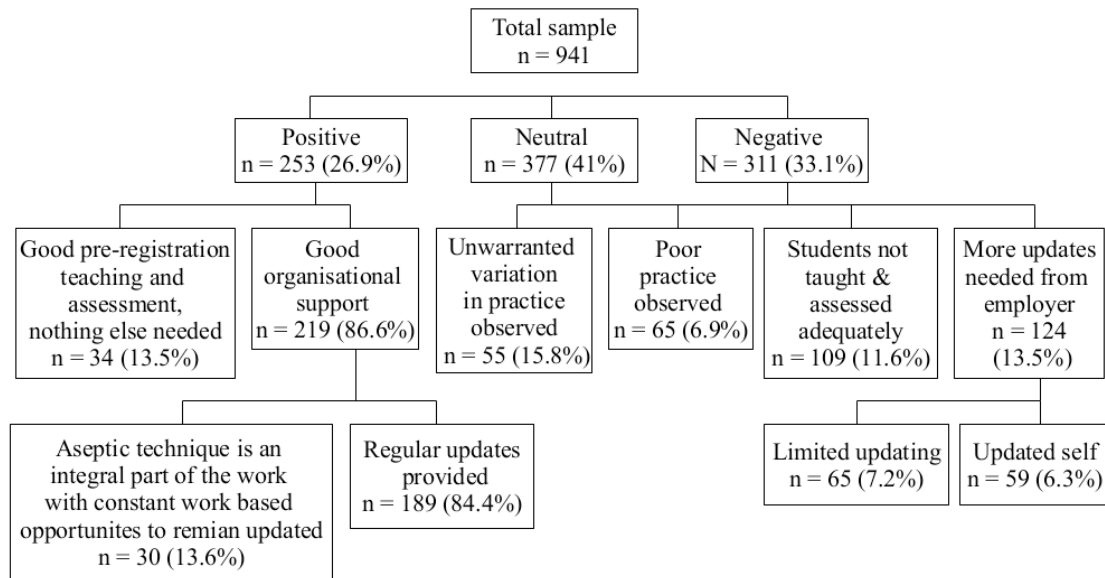 Total sample
n = 941
Positive
n = 253 (26.9%)
Neutral
n = 377 (41%)
Negative
N = 311 (33.1%)
Good pre-registration
teaching and
assessment,
nothing else needed
n = 34 (13.5%)
Good
organisational
support
n = 219 (86.6%)
Unwarranted
variation
in practice
observed
n = 55 (15.8%)
Poor
practice
observed
n = 65 (6.9%)
Students not
taught &
assessed
adequately
n = 109 (11.6%)
More updates
needed from
employer
n = 124
(13.5%)
Aseptic technique is an
integral part of the work
with constant work based
opportunites to remian updated
n = 30 (13.6%)
Regular updates
provided
n = 189 (84.4%)
Limited updating
n = 65 (7.2%)
Updated self
n = 59 (6.3%)